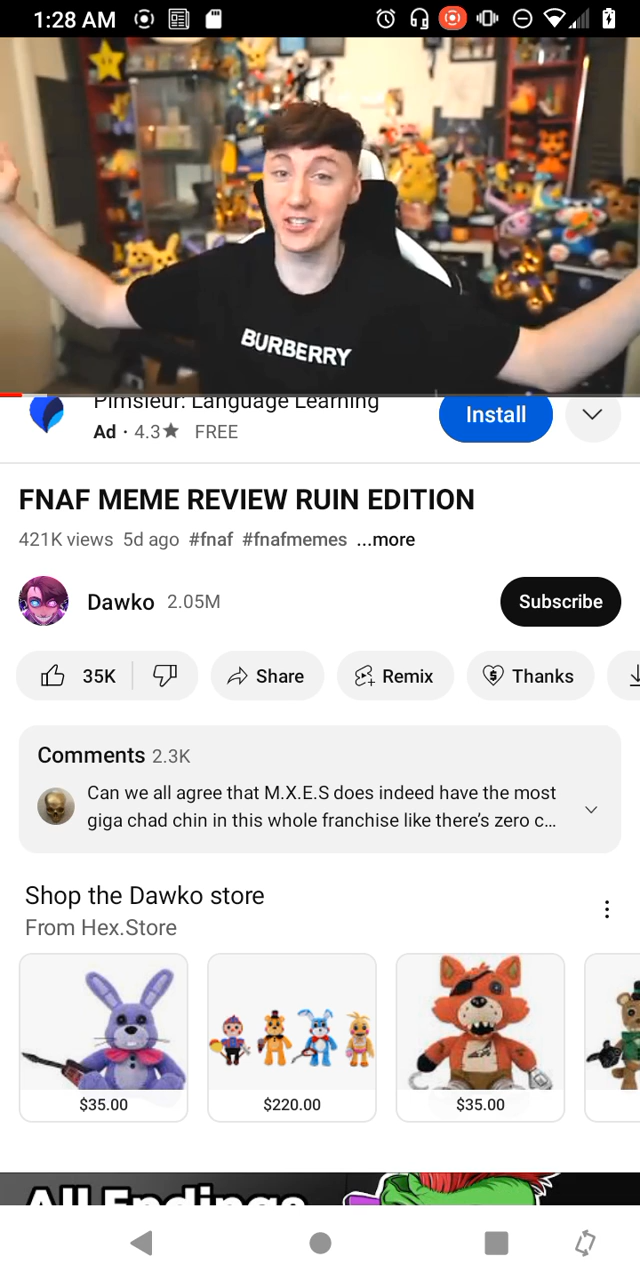 1:28 AM
BURBERRY
Pimsleur: Language Learning
Ad · 4.3★ FREE
Install
FNAF MEME REVIEW RUIN EDITION
421K views 5d ago #fnaf #fnafmemes ...more
Dawko 2.05M
Subscribe
35K
Share
Remix
Thanks
Comments 2.3K
Can we all agree that M.X.E.S does indeed have the most
giga chad chin in this whole franchise like there’s zero c...
Shop the Dawko store
From Hex.Store
$35.00
$220.00
$35.00
All Endings